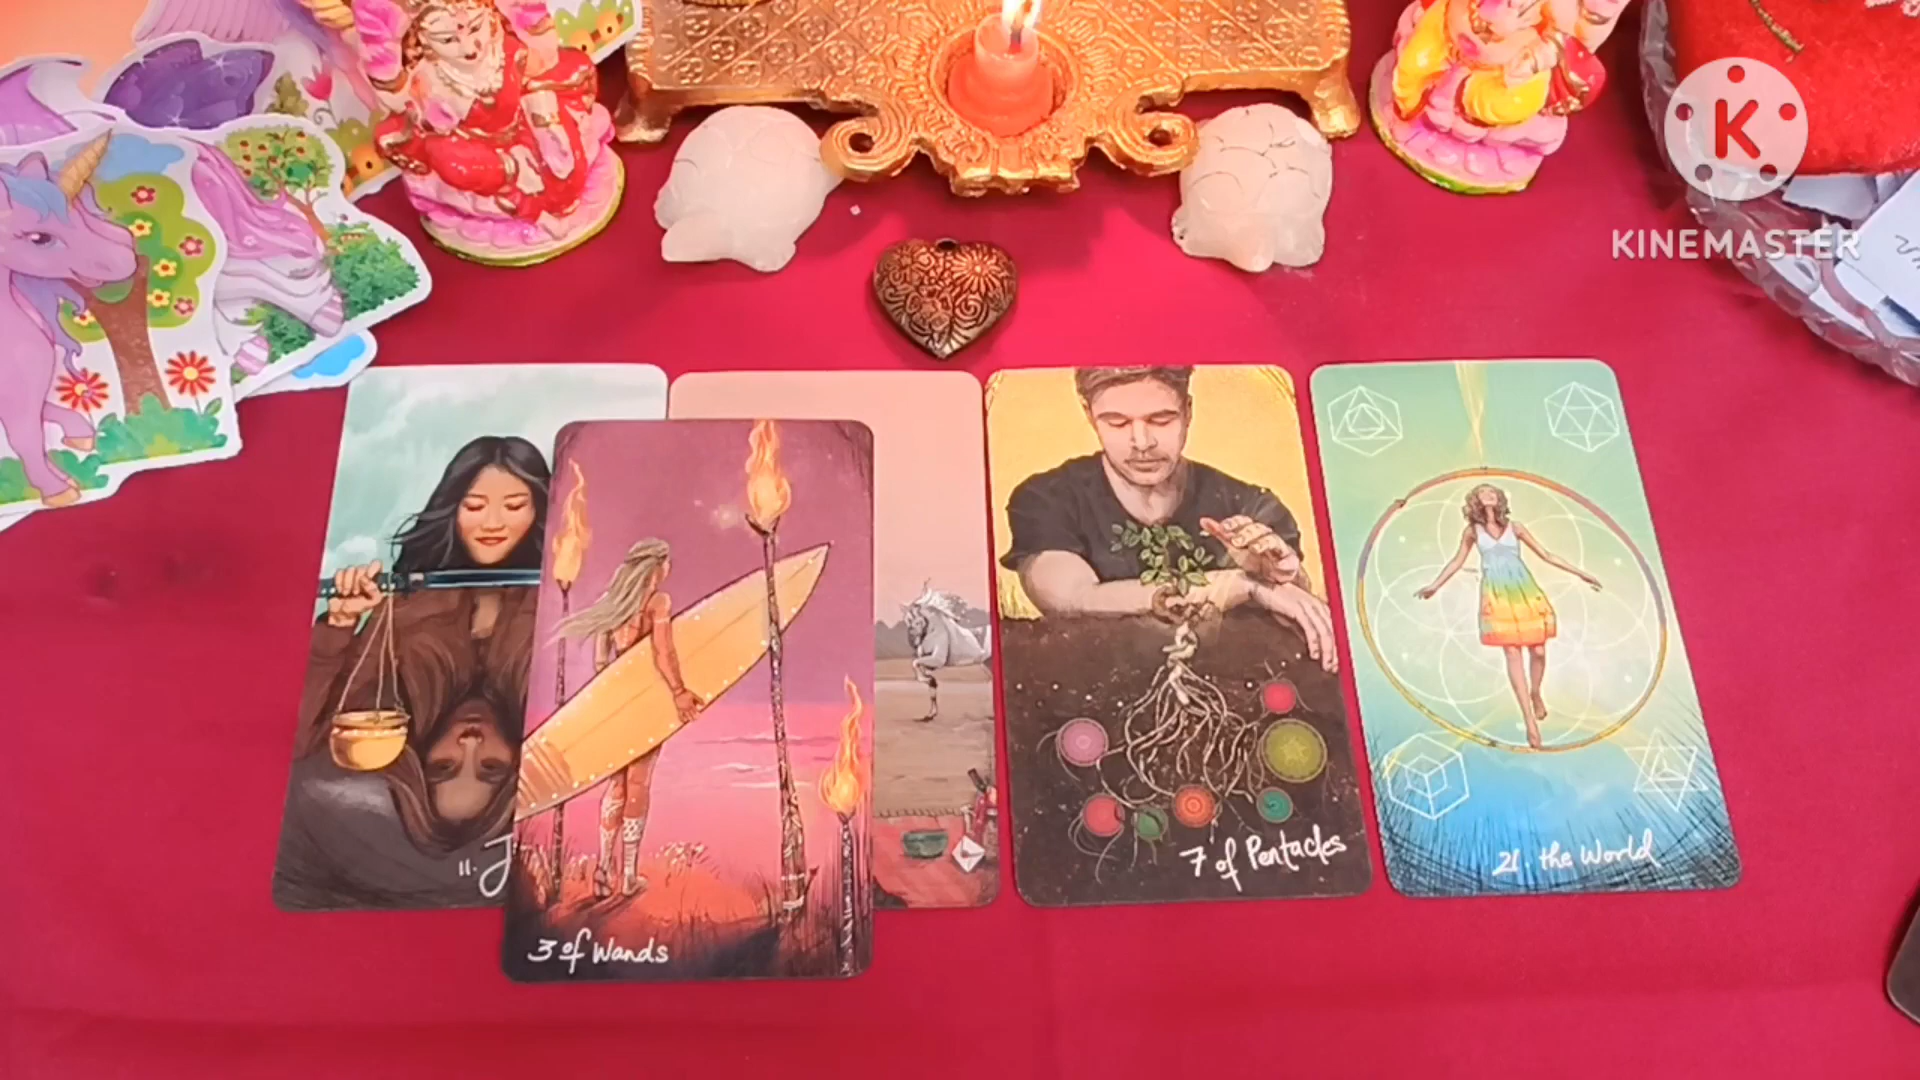 K
KINEMASTER
11. J
3 of Wands
7 of Pentacles
21. the World